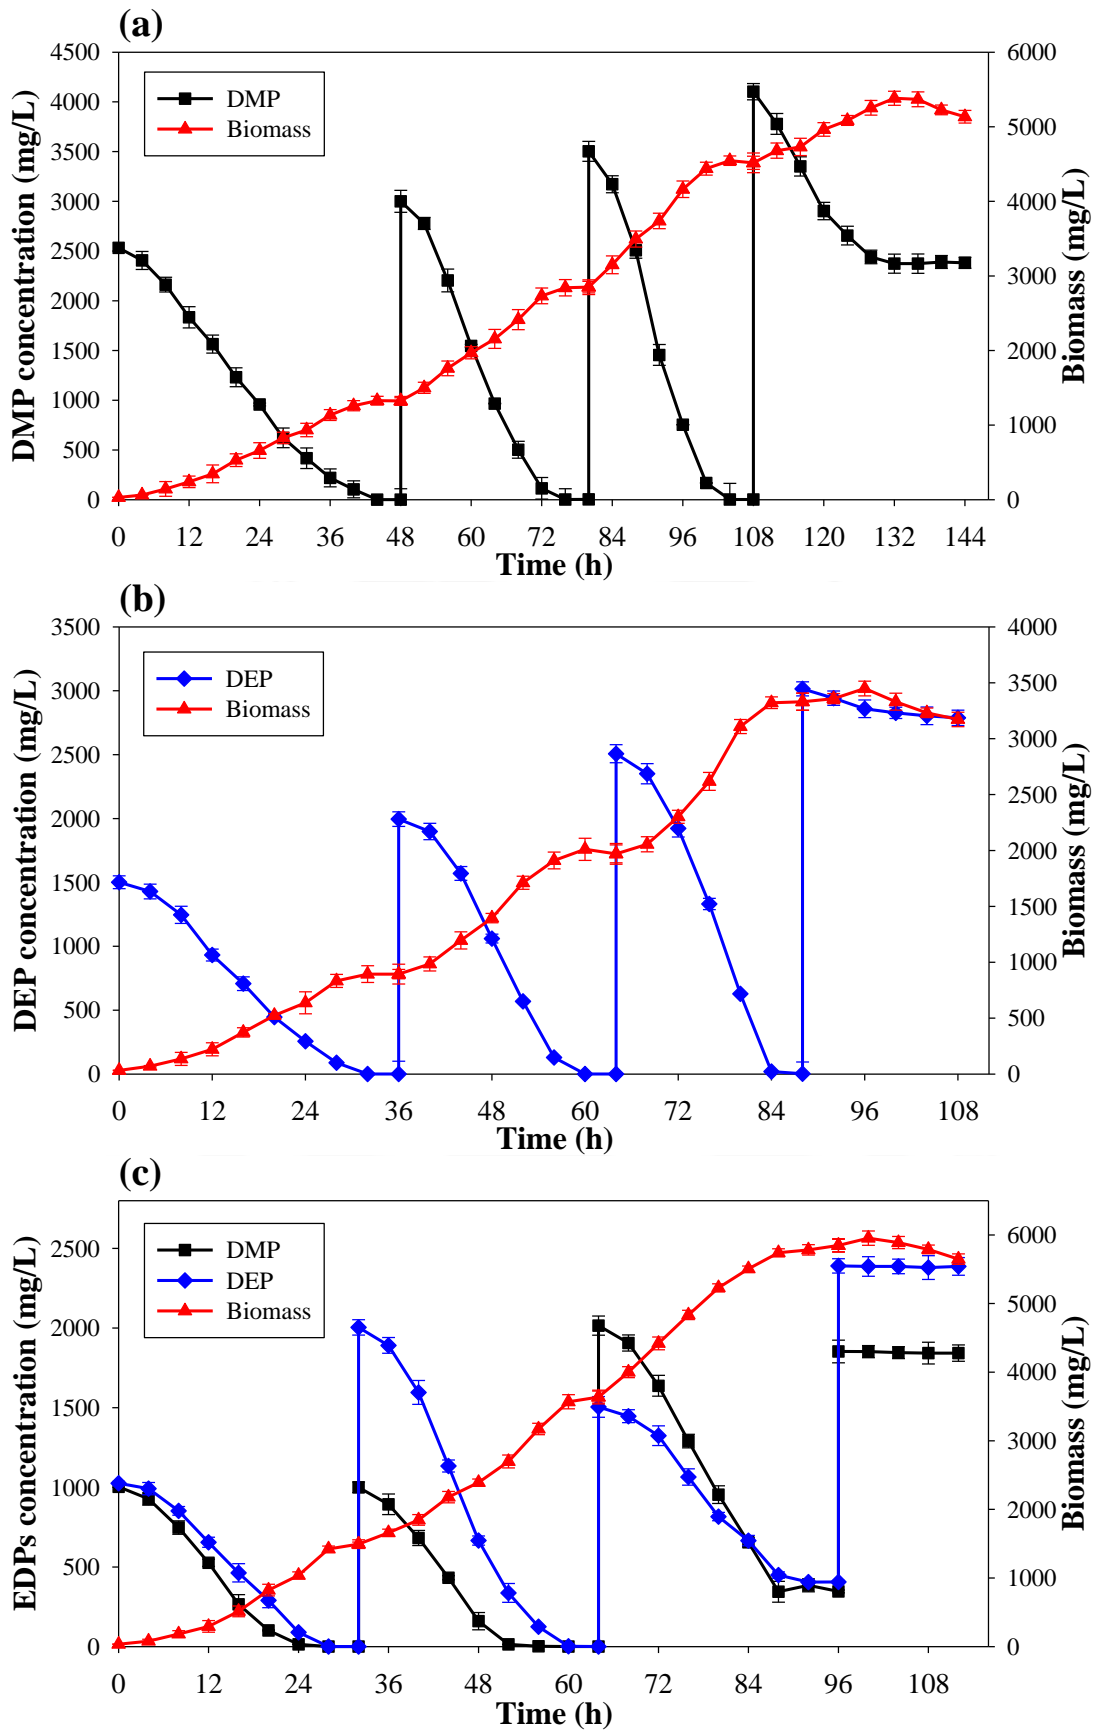 (a)
4500
4000
3500
3000
2500
2000
1500
1000
500
0
DMP concentration (mg/L)
DMP
Biomass
6000
5000
4000
3000
2000
1000
0
Biomass (mg/L)
0 12 24 36 48 60 72 84 96 108 120 132 144
Time (h)
(b)
3500
3000
2500
2000
1500
1000
500
0
DEP concentration (mg/L)
DEP
Biomass
4000
3500
3000
2500
2000
1500
1000
500
0
Biomass (mg/L)
0 12 24 36 48 60 72 84 96 108
Time (h)
(c)
2500
2000
1500
1000
500
0
EDPs concentration (mg/L)
DMP
DEP
Biomass
6000
5000
4000
3000
2000
1000
0
Biomass (mg/L)
0 12 24 36 48 60 72 84 96 108
Time (h)